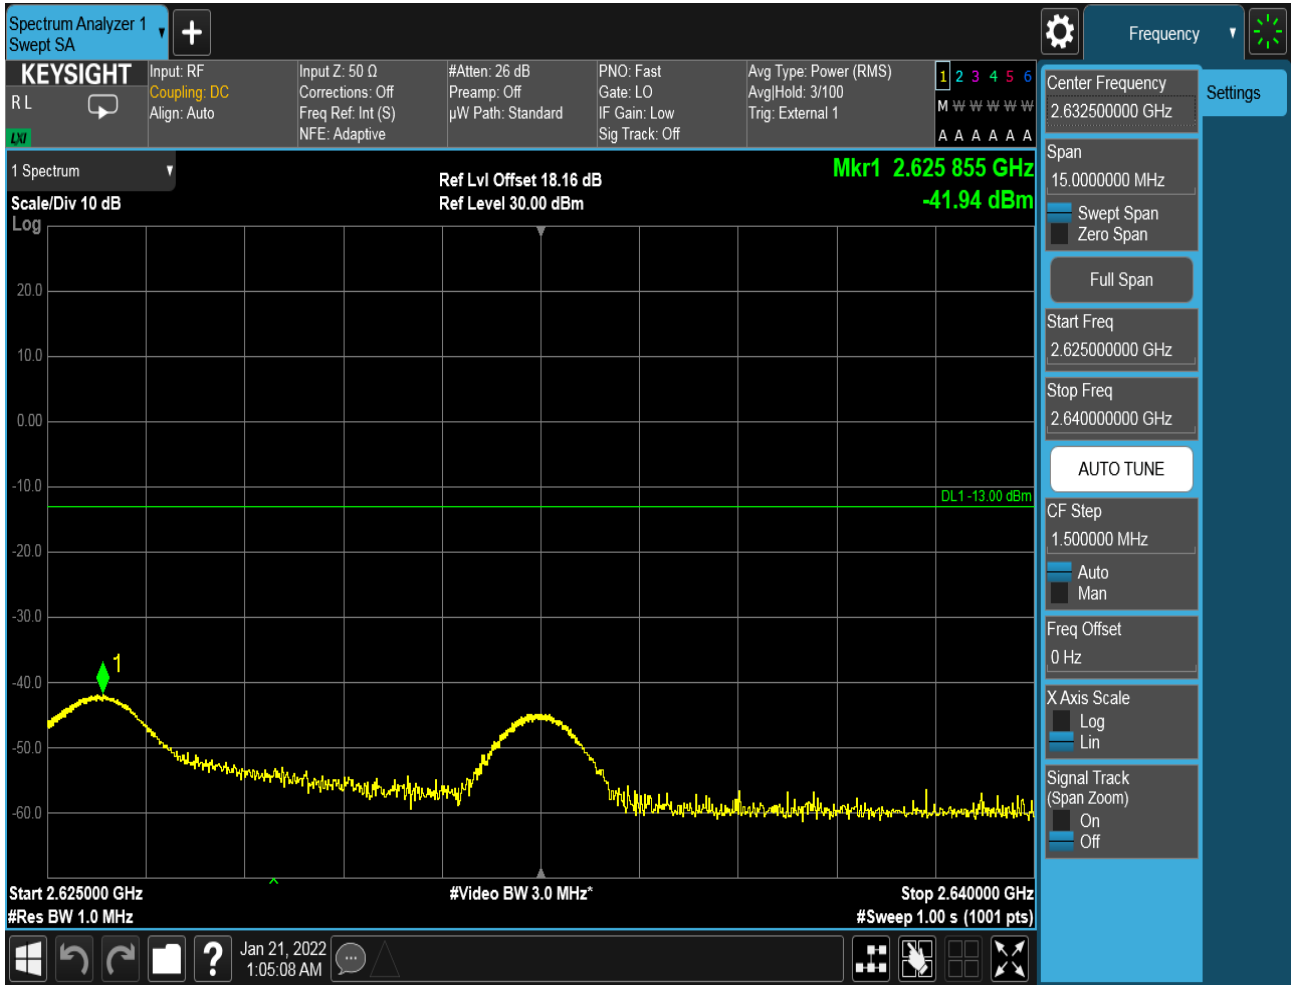 Spectrum Analyzer 1
Swept SA
+
Frequency
KEYSIGHT
R L
LXI
Input: RF
Coupling: DC
Align: Auto
Input Z: 50 Ω
Corrections: Off
Freq Ref: Int (S)
NFE: Adaptive
#Atten: 26 dB
Preamp: Off
µW Path: Standard
PNO: Fast
Gate: LO
IF Gain: Low
Sig Track: Off
Avg Type: Power (RMS)
Avg|Hold: 3/100
Trig: External 1
1 2 3 4 5 6
M W W W W W
A A A A A A
1 Spectrum
Scale/Div 10 dB
Log
Ref Lvl Offset 18.16 dB
Ref Level 30.00 dBm
Mkr1 2.625 855 GHz
-41.94 dBm
20.0
10.0
0.00
-10.0
DL1 -13.00 dBm
-20.0
-30.0
1
-40.0
-50.0
-60.0
Start 2.625000 GHz
#Res BW 1.0 MHz
#Video BW 3.0 MHz*
Stop 2.640000 GHz
#Sweep 1.00 s (1001 pts)
?
Jan 21, 2022
1:05:08 AM
Center Frequency
2.632500000 GHz
Settings
Span
15.0000000 MHz
Swept Span
Zero Span
Full Span
Start Freq
2.625000000 GHz
Stop Freq
2.640000000 GHz
AUTO TUNE
CF Step
1.500000 MHz
Auto
Man
Freq Offset
0 Hz
X Axis Scale
Log
Lin
Signal Track
(Span Zoom)
On
Off